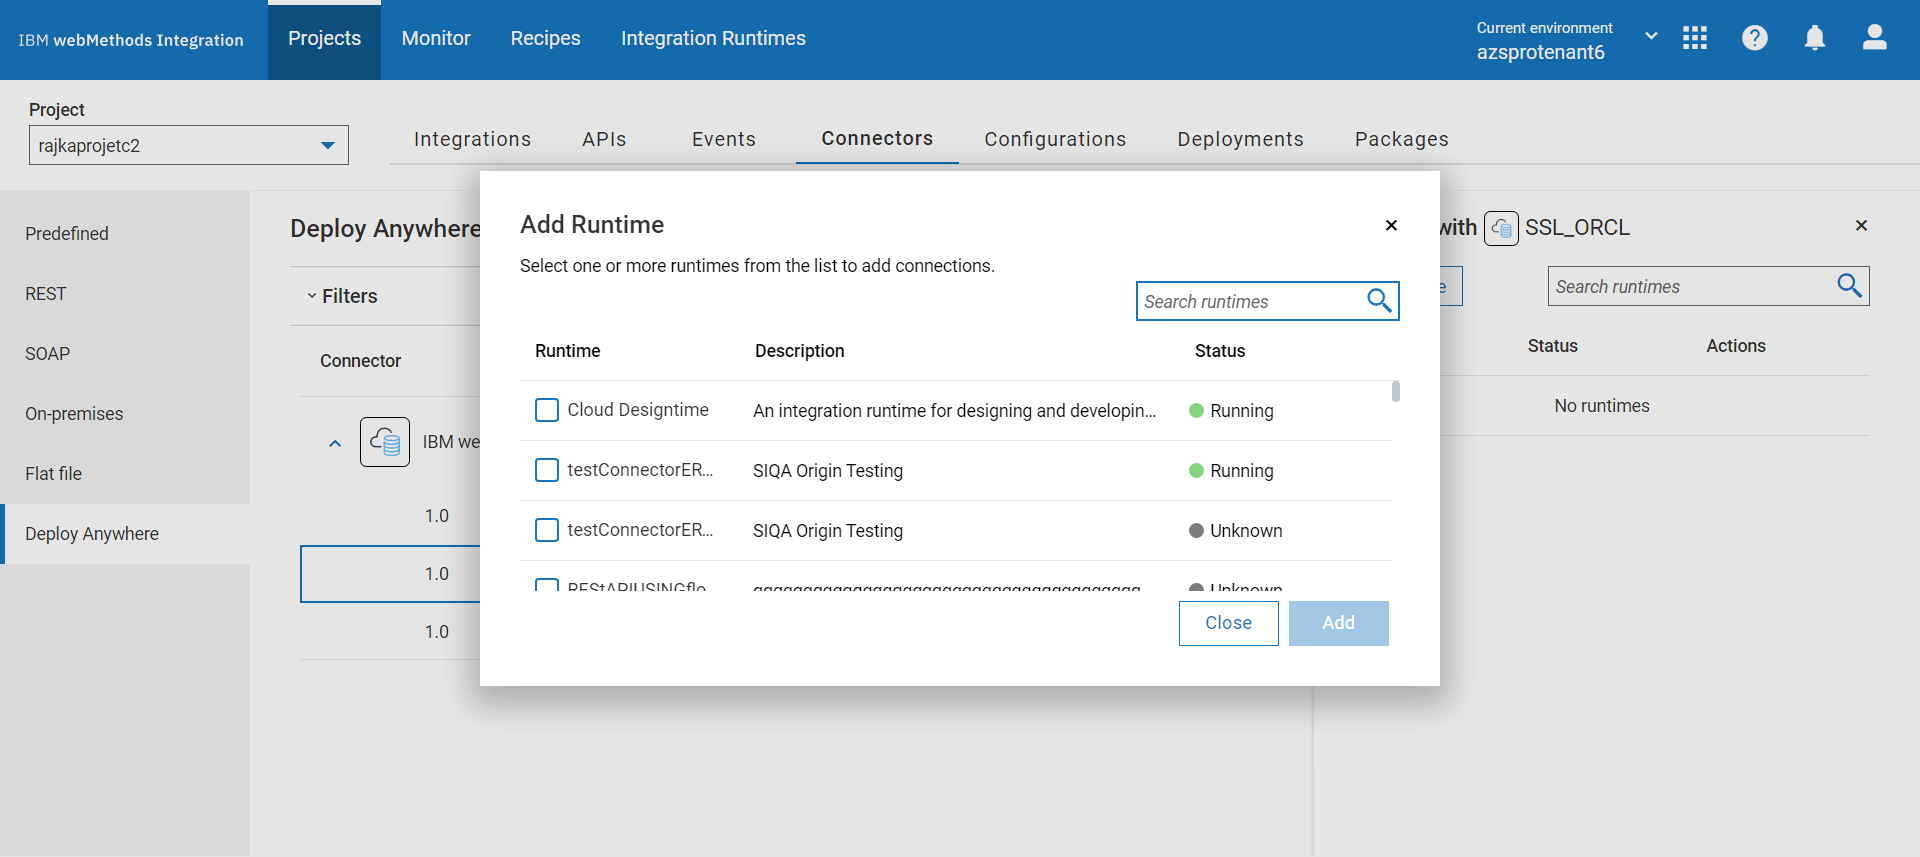 IBM webMethods Integration
Projects
Monitor
Recipes
Integration Runtimes
Current environment
azsprotenant6
Project
rajkaprojetc2
Integrations
APIs
Events
Connectors
Configurations
Deployments
Packages
Predefined
REST
SOAP
On-premises
Flat file
Deploy Anywhere
Deploy Anywhere
Filters
Connector
IBM we
1.0
1.0
1.0
Add Runtime
Select one or more runtimes from the list to add connections.
Search runtimes
Runtime Description Status
Cloud Designtime An integration runtime for designing and developin... Running
testConnectorER... SIQA Origin Testing Running
testConnectorER... SIQA Origin Testing Unknown
REStAPIUSINGflo Unknown
Close
Add
with SSL_ORCL
Search runtimes
Status Actions
No runtimes